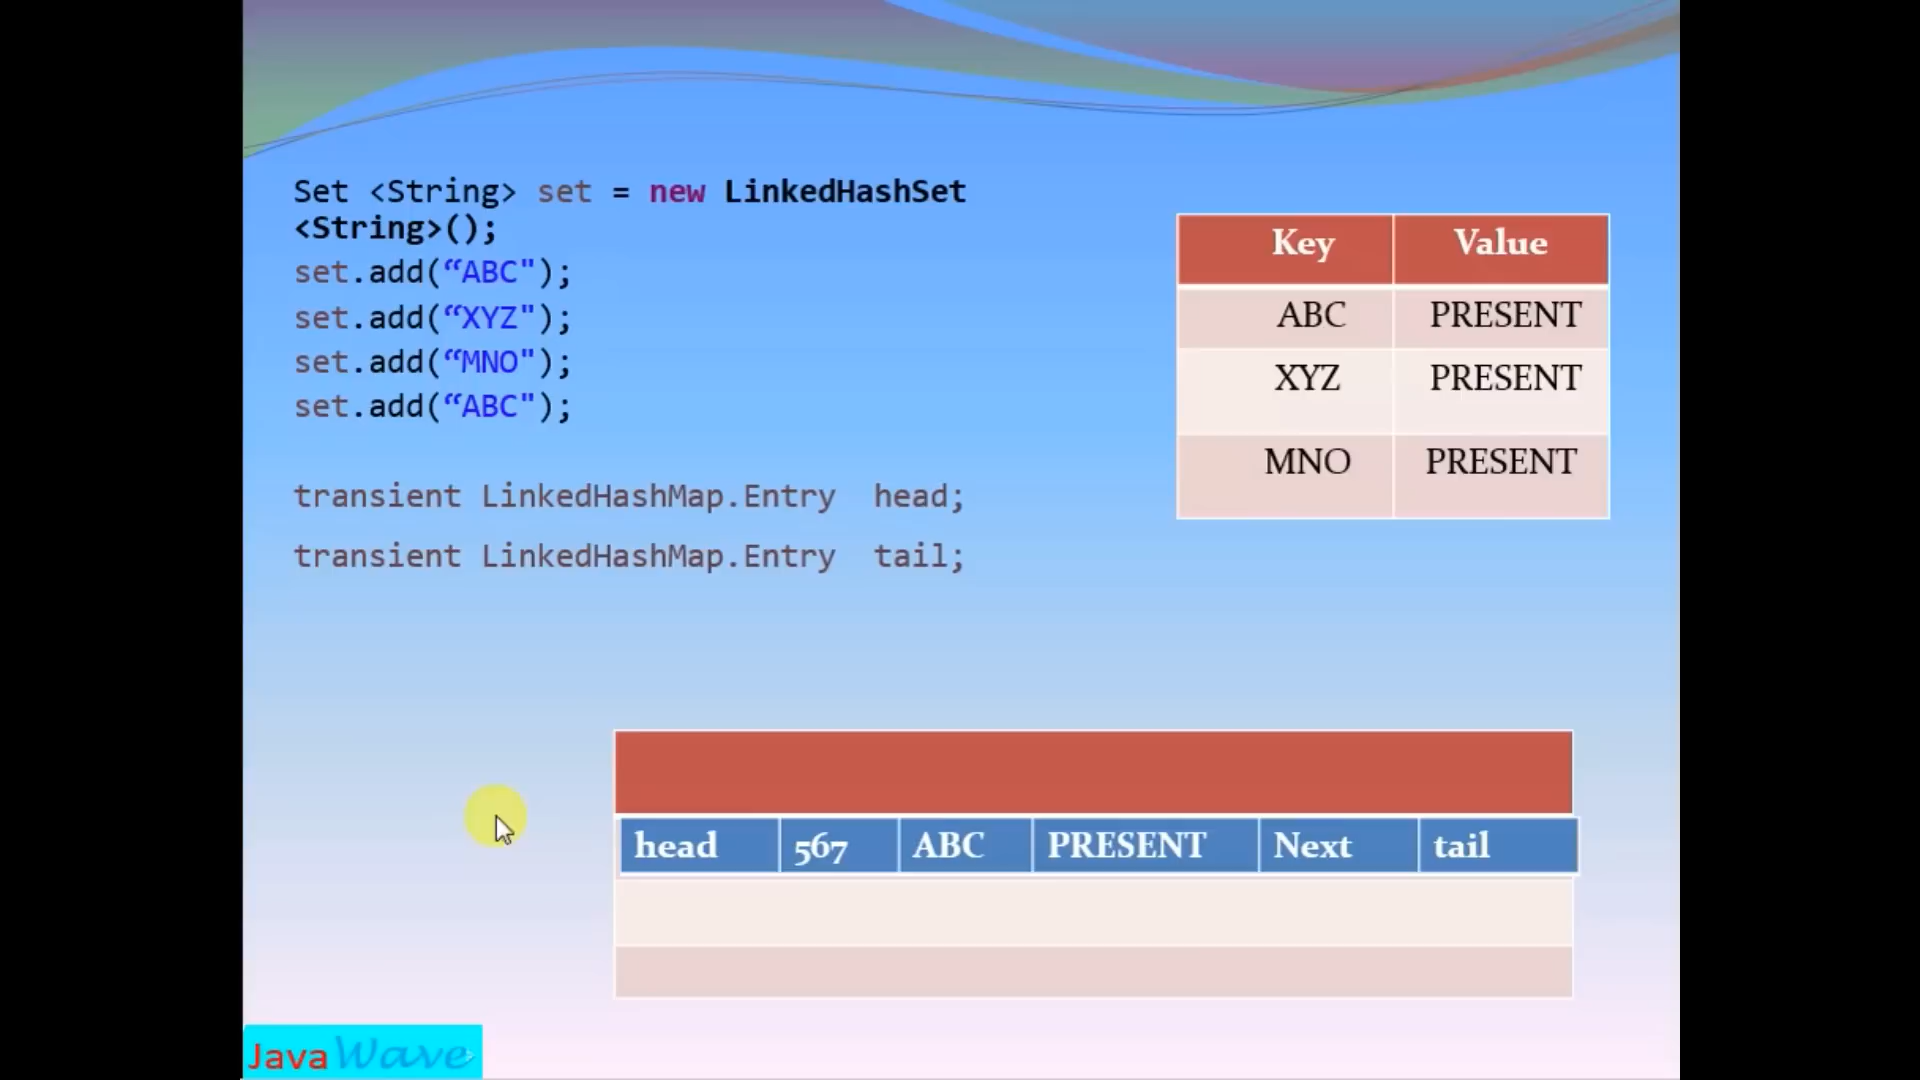 Set <String> set = new LinkedHashSet
<String>();
set.add(“ABC");
set.add(“XYZ");
set.add(“MNO");
set.add(“ABC");
transient LinkedHashMap.Entry head;
transient LinkedHashMap.Entry tail;
Key Value
ABC PRESENT
XYZ PRESENT
MNO PRESENT
head 567 ABC PRESENT Next tail
JavaWave